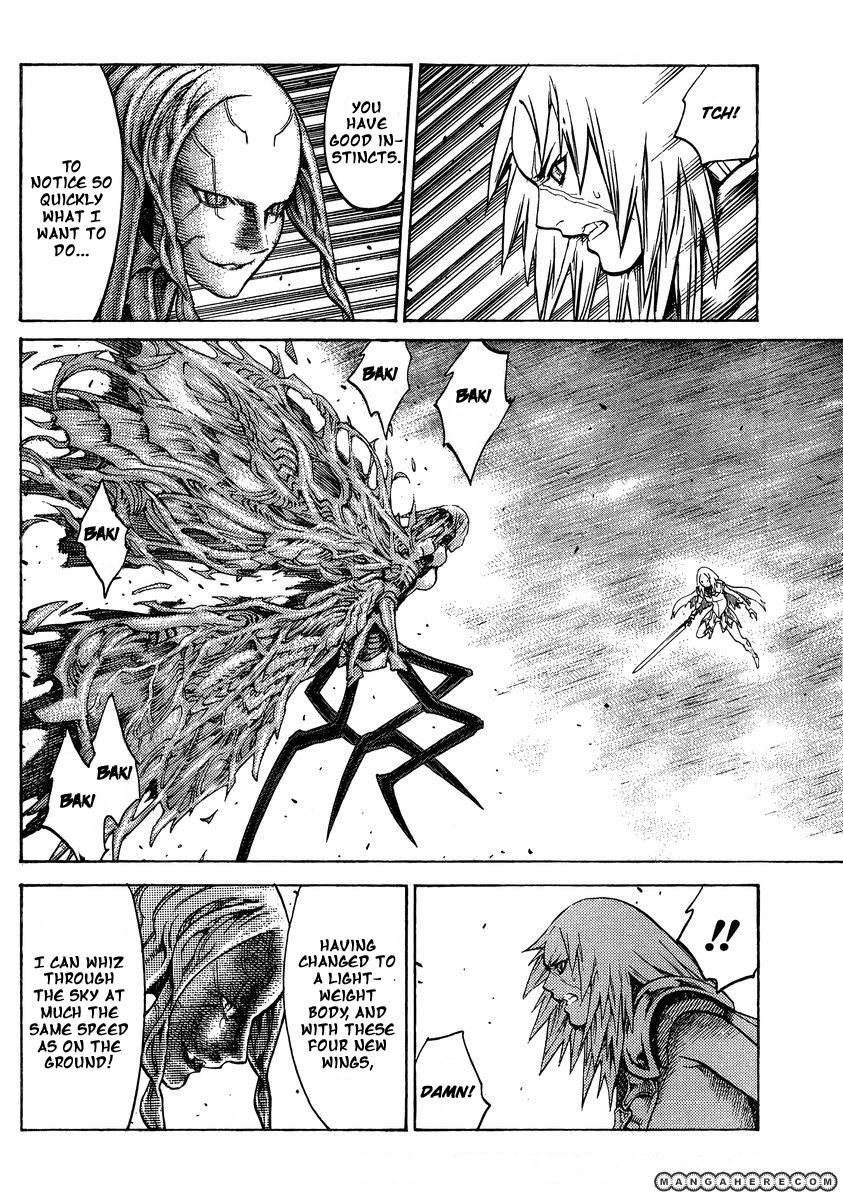 TCH!
YOU
HAVE
GOOD IN-
STINCTS.
TO
NOTICE SO
QUICKLY
WHAT I
WANT TO
DO...
BAKI
BAKI
BAKI
BAKI
BAKI
!!
DAMN!
HAVING
CHANGED TO
A LIGHT-
WEIGHT
BODY, AND
WITH THESE
FOUR NEW
WINGS,
I CAN WHIZ
THROUGH
THE SKY AT
MUCH THE
SAME SPEED
AS ON THE
GROUND!
MANGAHERE.COM